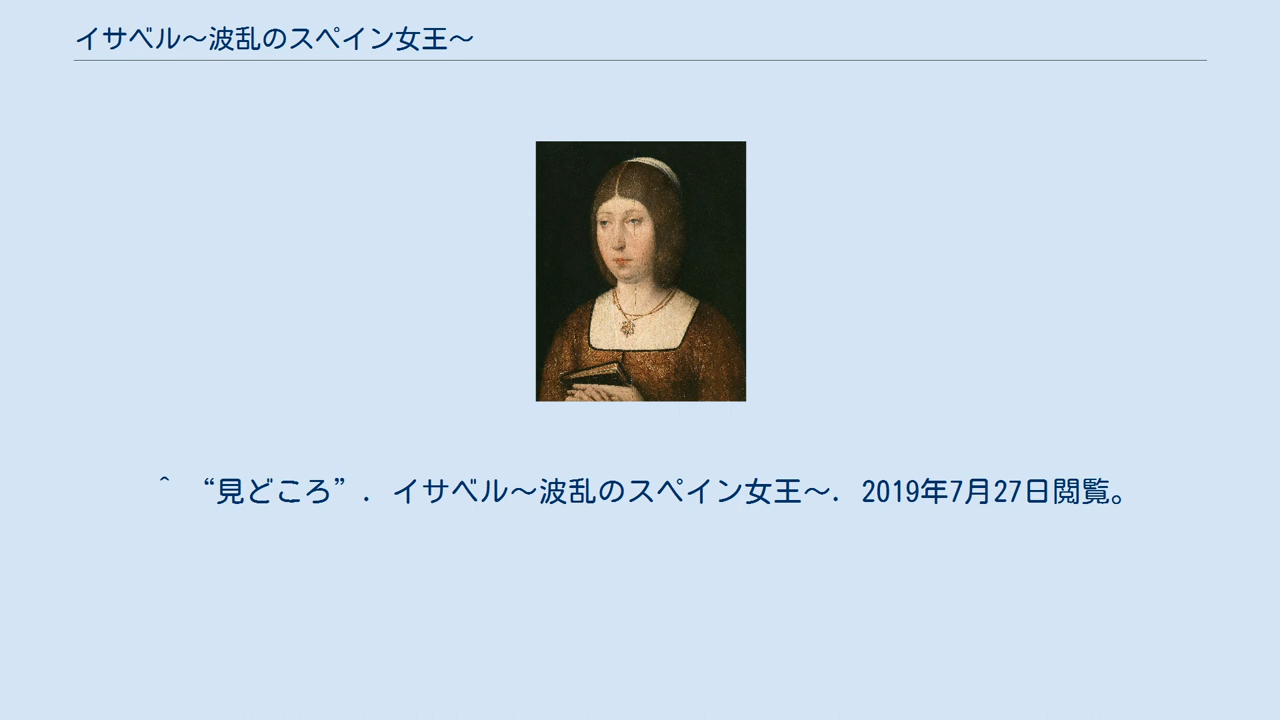 イサベル〜波乱のスペイン女王〜
^ “見どころ”. イサベル〜波乱のスペイン女王〜. 2019年7月27日閲覧。